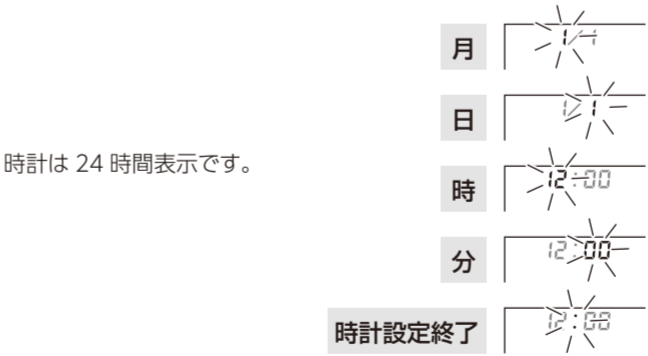 月 1/1
日 1/1
時計は 24 時間表示です。
時 12:00
分 12:00
時計設定終了 12:00